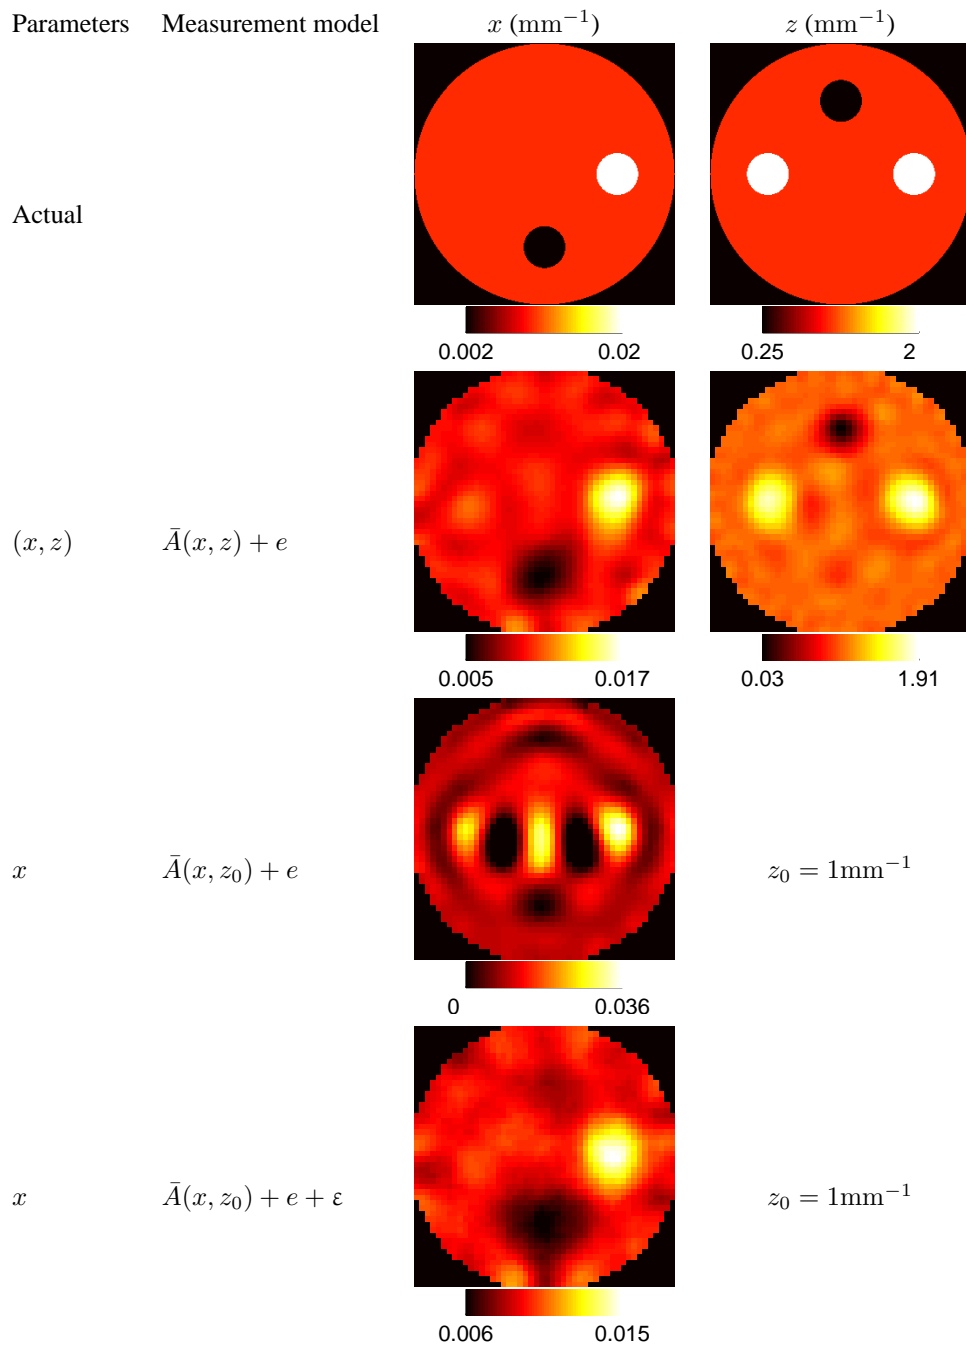 Parameters Measurement model x (mm⁻¹) z (mm⁻¹)
Actual
0.002 0.02 0.25 2
(x, z) Ā(x, z) + e
0.005 0.017 0.03 1.91
x Ā(x, z₀) + e z₀ = 1mm⁻¹
0 0.036
x Ā(x, z₀) + e + ε z₀ = 1mm⁻¹
0.006 0.015